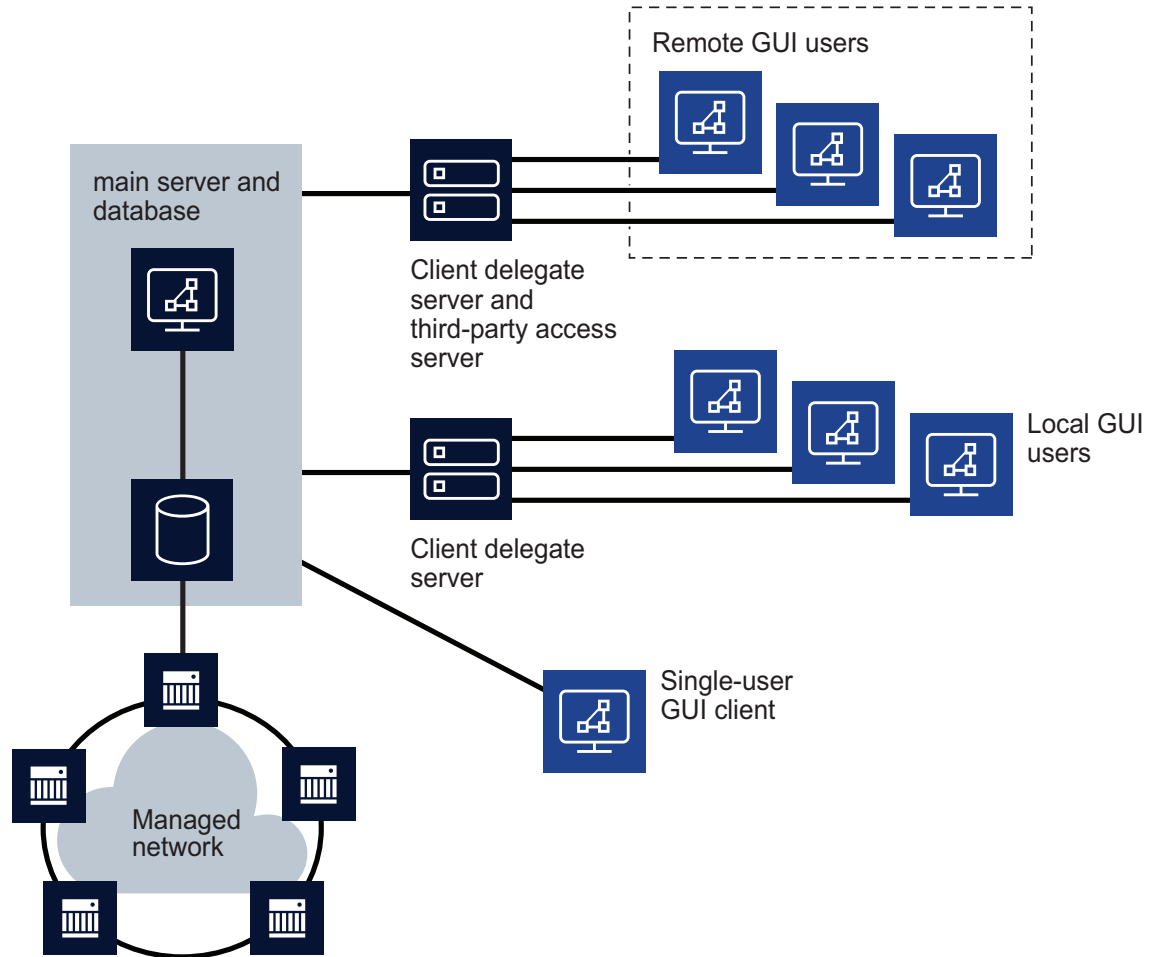 Remote GUI users
main server and
database
Client delegate
server and
third-party access
server
Local GUI
users
Client delegate
server
Single-user
GUI client
Managed
network